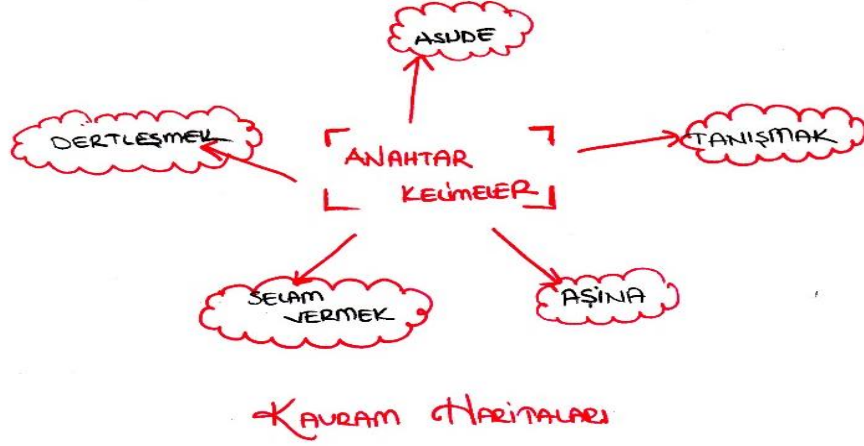 ASUDE
DERTLEŞMEK
TANIŞMAK
ANAHTAR
KELİMELER
SELAM
VERMEK
AŞİNA
KAVRAM HARİTALARI